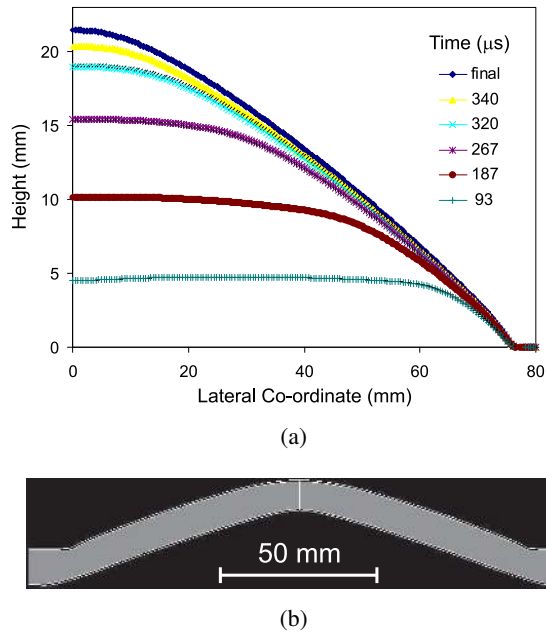 20
15
10
5
0
Height (mm)
Time (μs)
final
340
320
267
187
93
0 20 40 60 80
Lateral Co-ordinate (mm)
(a)
50 mm
(b)